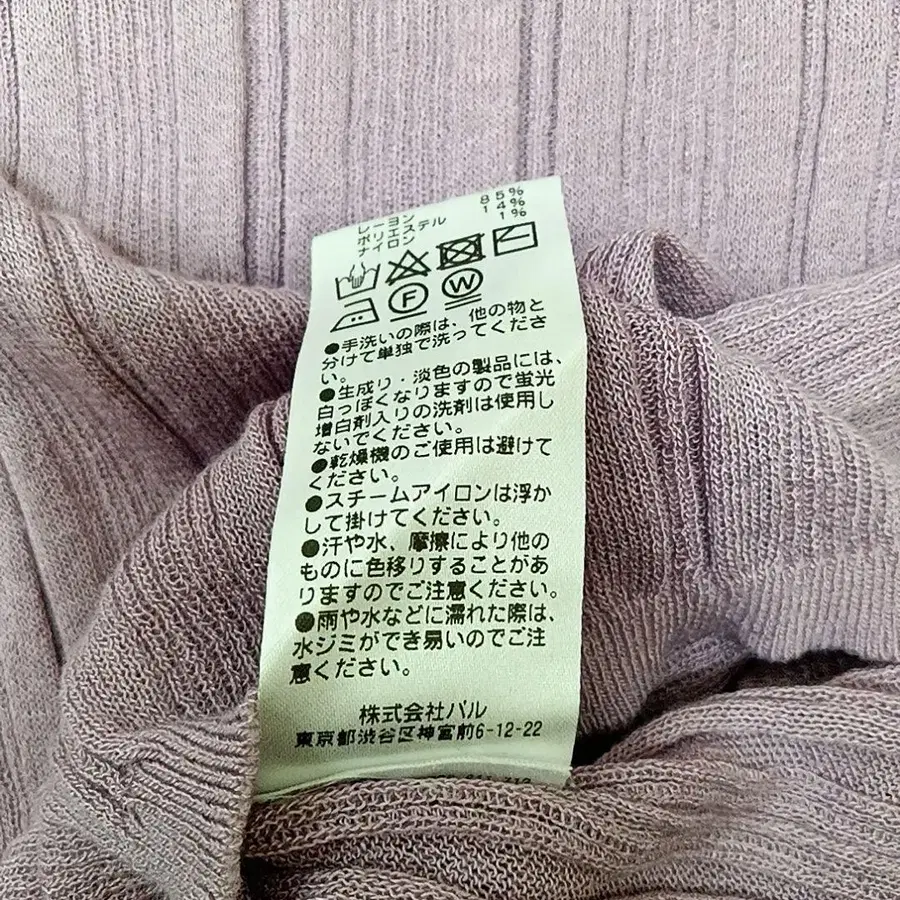 レーヨン 85%
ポリエステル 14%
ナイロン 1%
F W
●手洗いの際は、他の物と
分けて単独で洗ってくださ
い。
●生成り・淡色の製品には、
白っぽくなりますので蛍光
増白剤入りの洗剤は使用し
ないでください。
●乾燥機のご使用は避けて
ください。
●スチームアイロンは浮か
して掛けてください。
●汗や水、摩擦により他の
ものに色移りすることがあ
りますのでご注意ください。
●雨や水などに濡れた際は、
水ジミができ易いのでご注
意ください。
株式会社パル
東京都渋谷区神宮前6-12-22